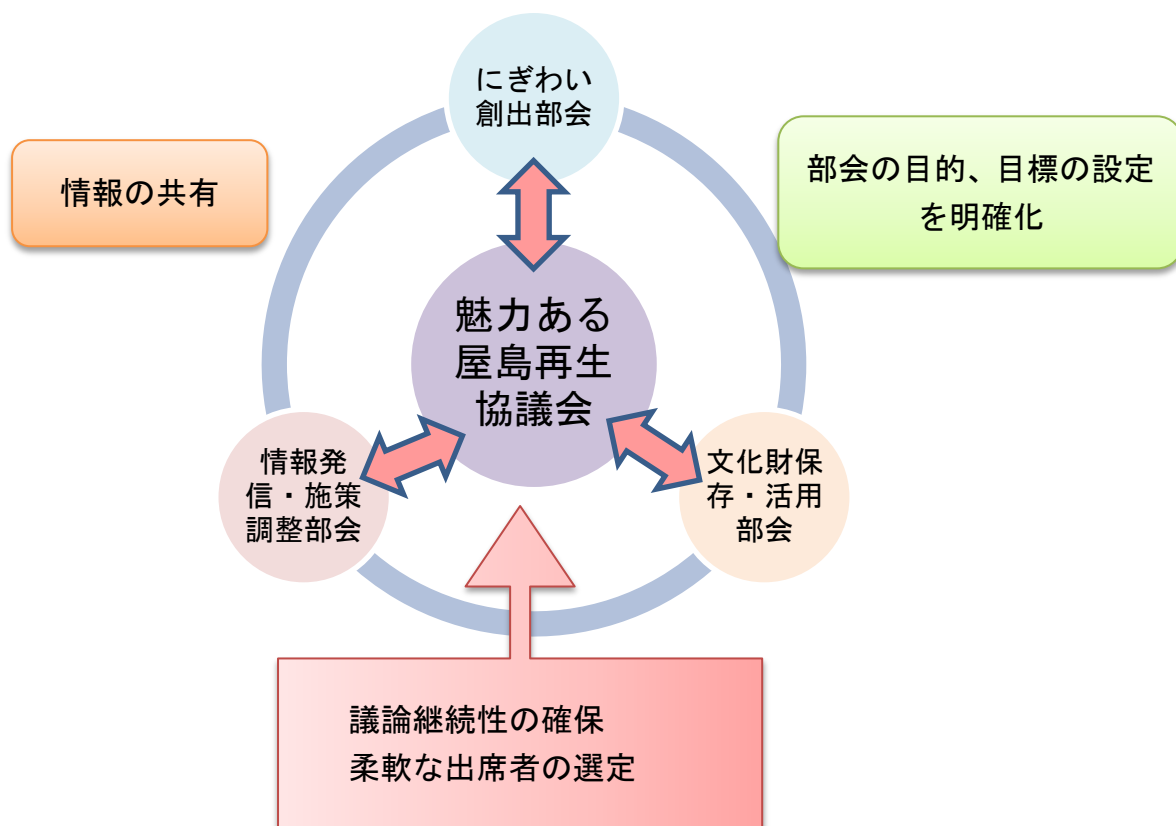 にぎわい
創出部会
情報の共有
部会の目的、目標の設定
を明確化
魅力ある
屋島再生
協議会
情報発
信・施策
調整部会
文化財保
存・活用
部会
議論継続性の確保
柔軟な出席者の選定